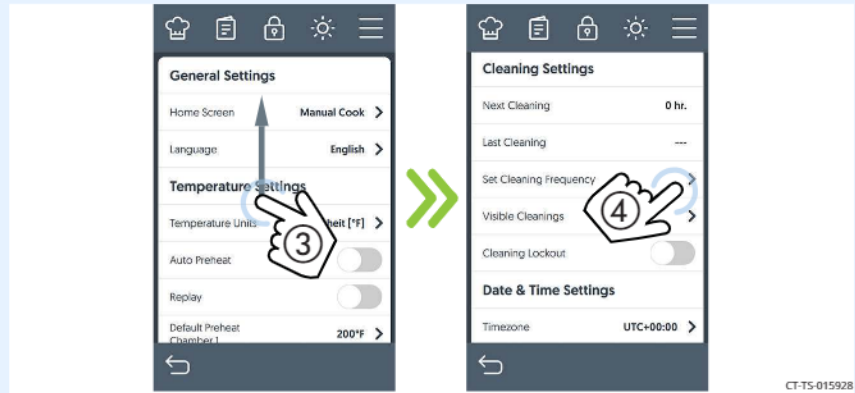 General Settings
Home Screen Manual Cook
Language English
Temperature Settings
Temperature Units heit [°F]
3
Auto Preheat
Replay
Default Preheat
Chamber 1 200°F
Cleaning Settings
Next Cleaning 0 hr.
Last Cleaning ---
Set Cleaning Frequency
4
Visible Cleanings
Cleaning Lockout
Date & Time Settings
Timezone UTC+00:00
CT-TS-015928